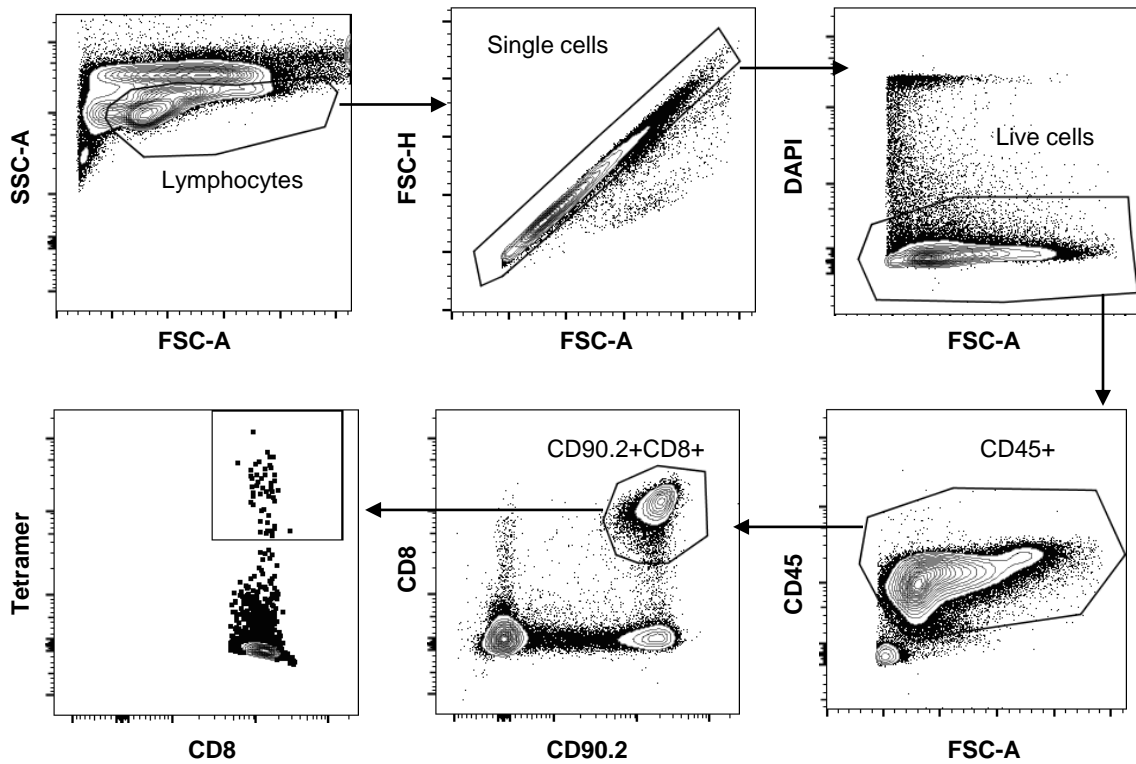 SSC-A
Lymphocytes
FSC-A
FSC-H
Single cells
FSC-A
DAPI
Live cells
FSC-A
Tetramer
CD8
CD8
CD90.2+CD8+
CD90.2
CD45
CD45+
FSC-A